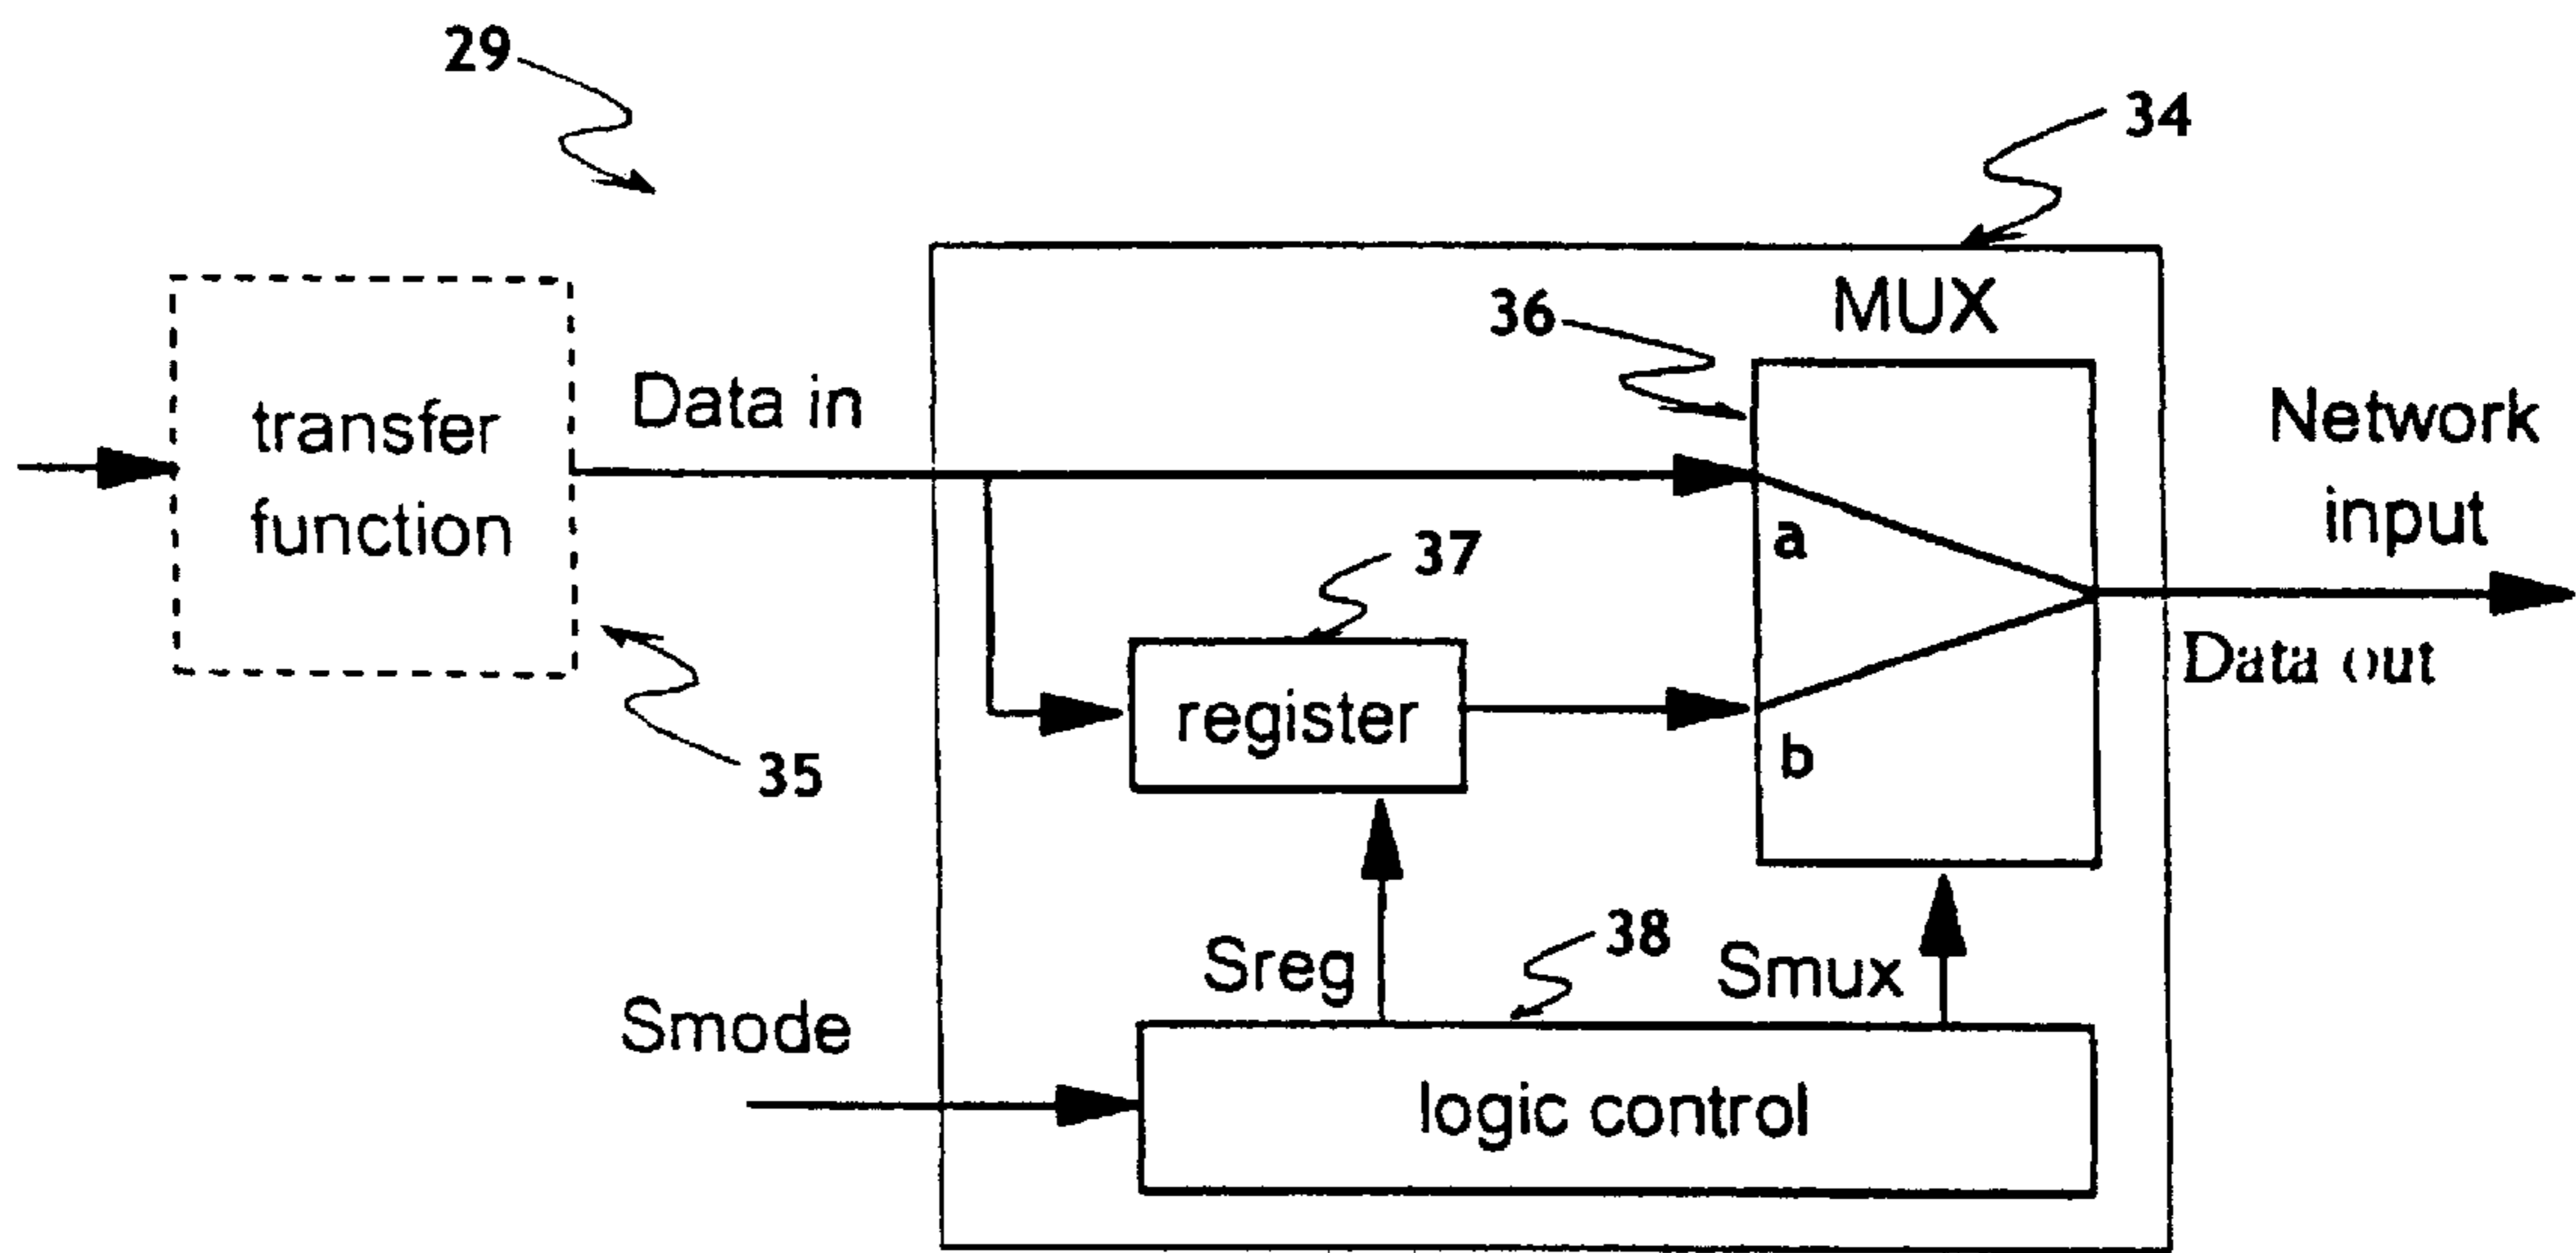 29
34
MUX
36
transfer
function
Data in
Network
input
a
37
register
Data out
b
35
Sreg
38
Smux
Smode
logic control